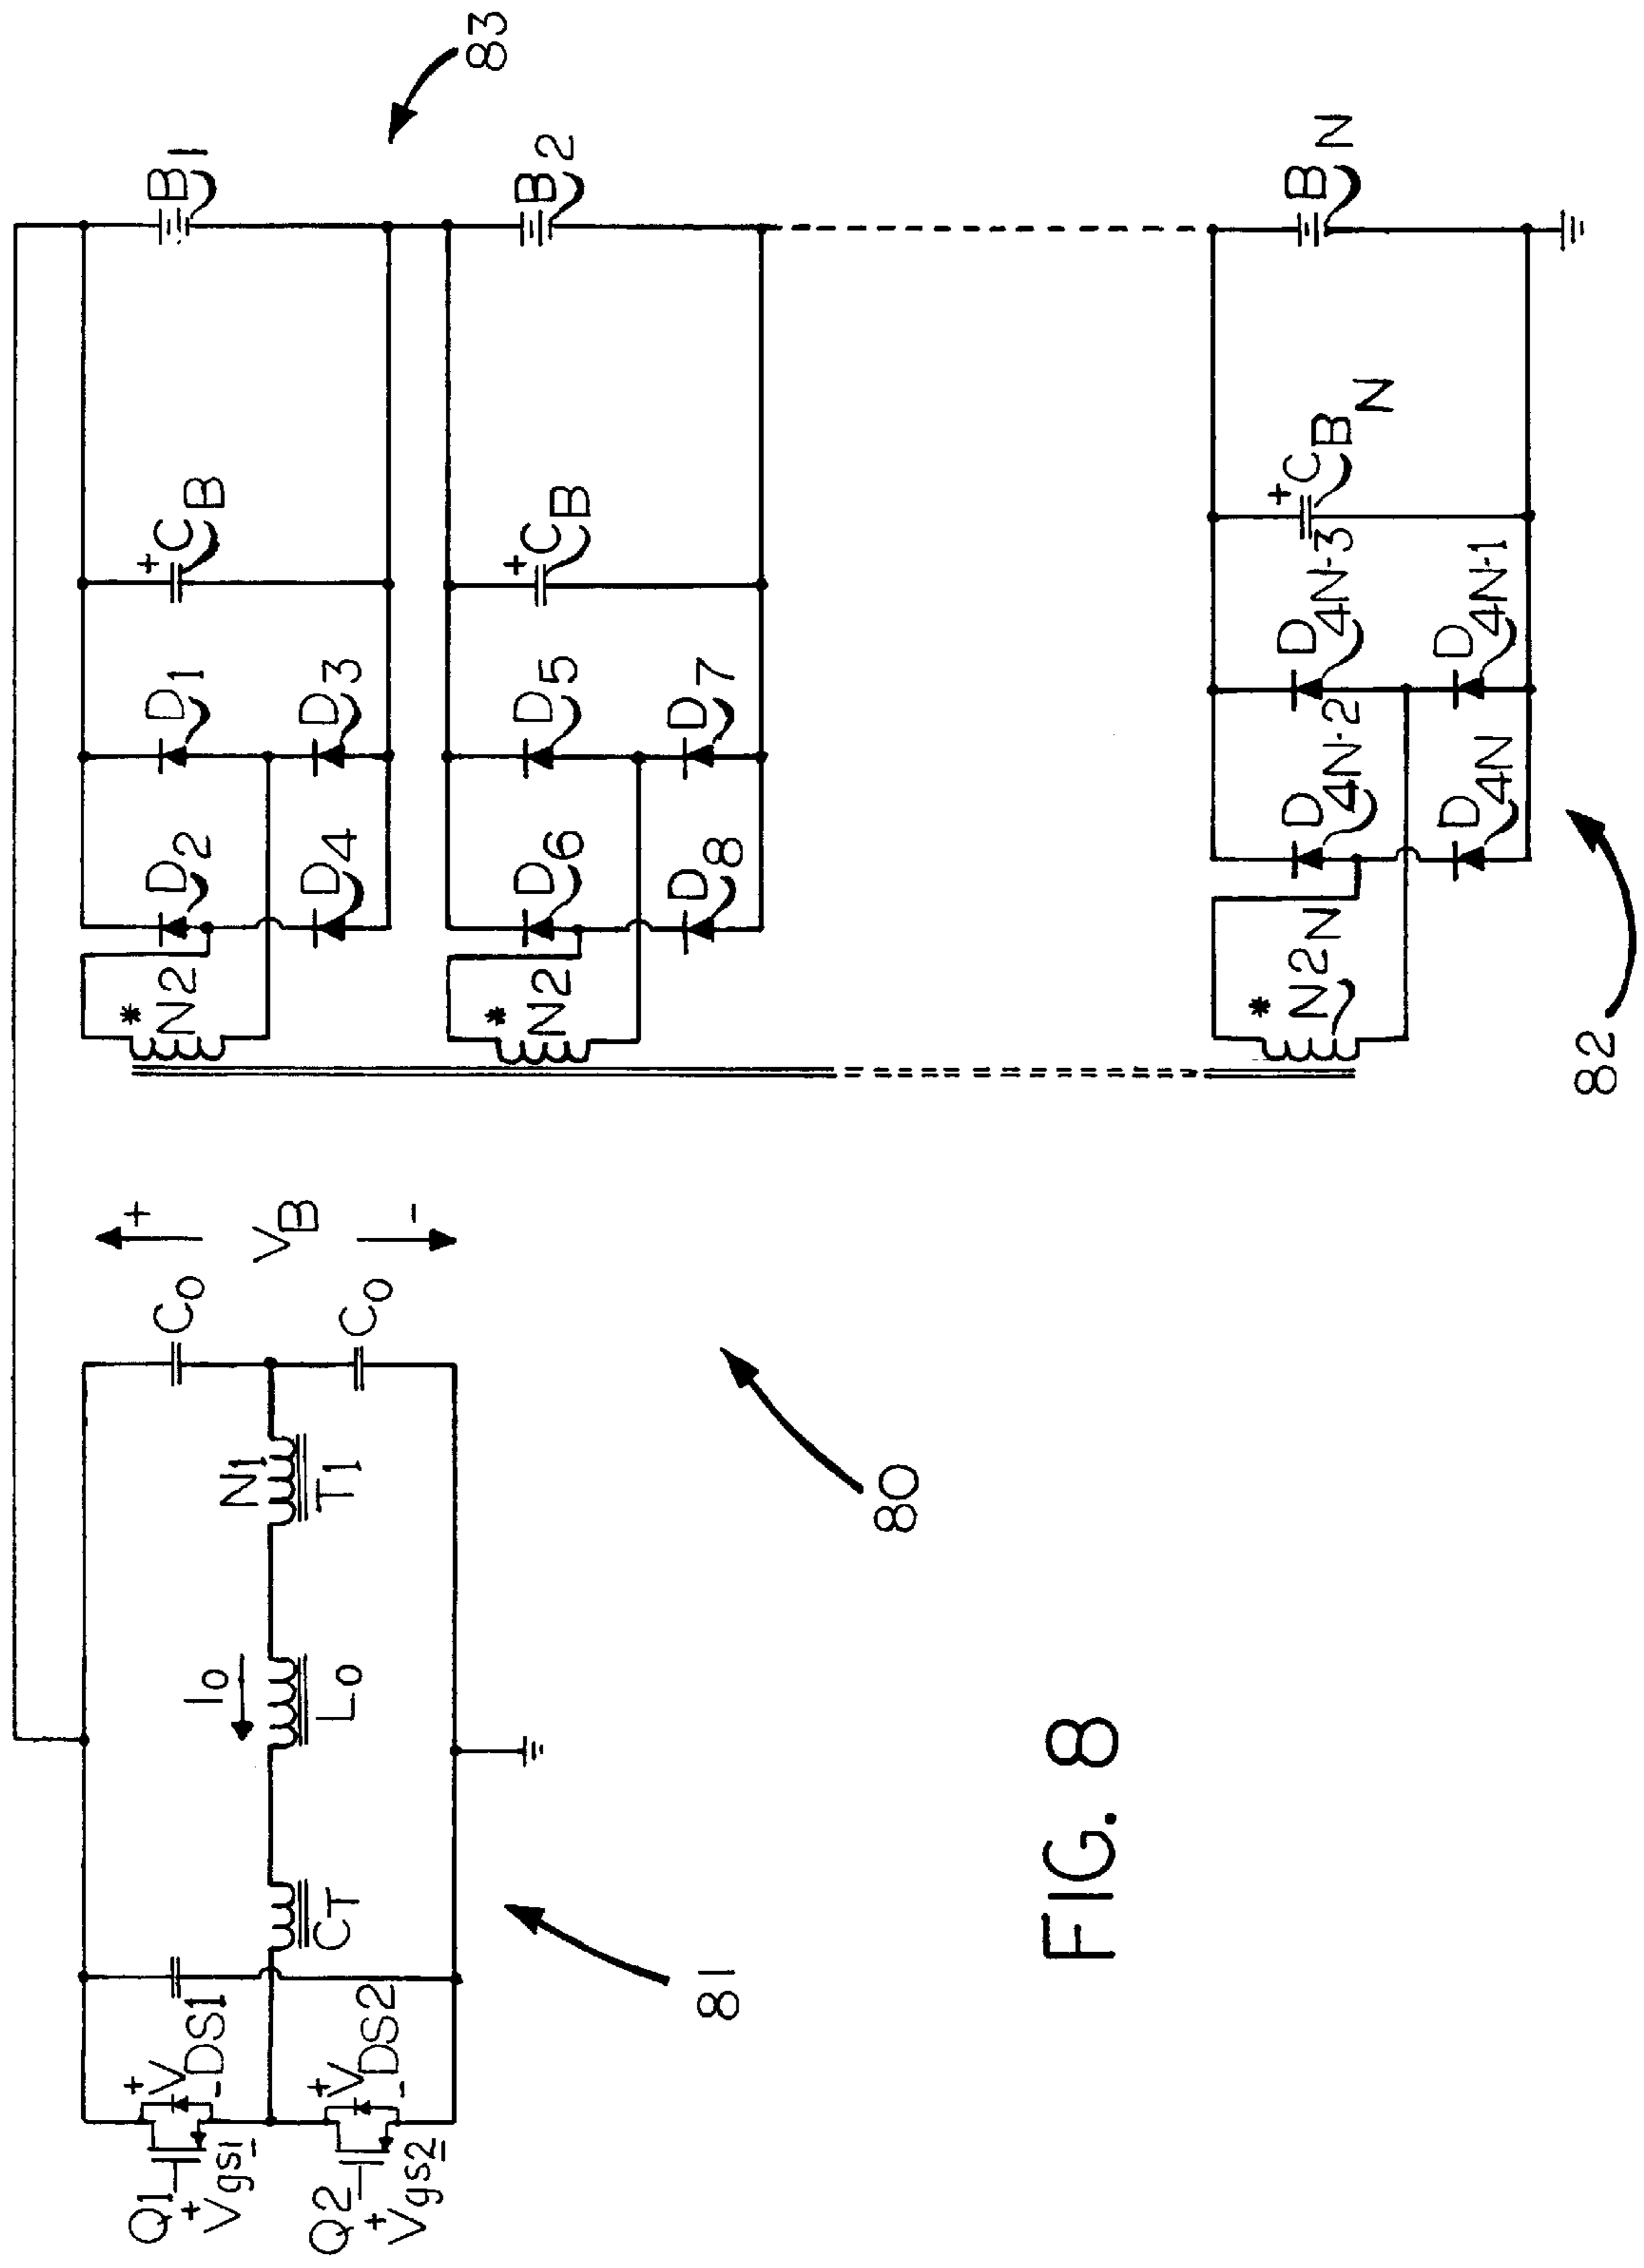 83
B1
B2
BN
CB
CB
CBN
D1
D3
D5
D7
D4N-3
D4N-1
D2
D4
D6
D8
D4N-2
D4N
* N2
* N2
* N2N
82
+ VB -
Co
Co
80
N1
T1
Io
Lo
CT
81
+ VDS1 -
+ VDS2 -
Q1
+ Vgs1 -
Q2
+ Vgs2 -
FIG. 8